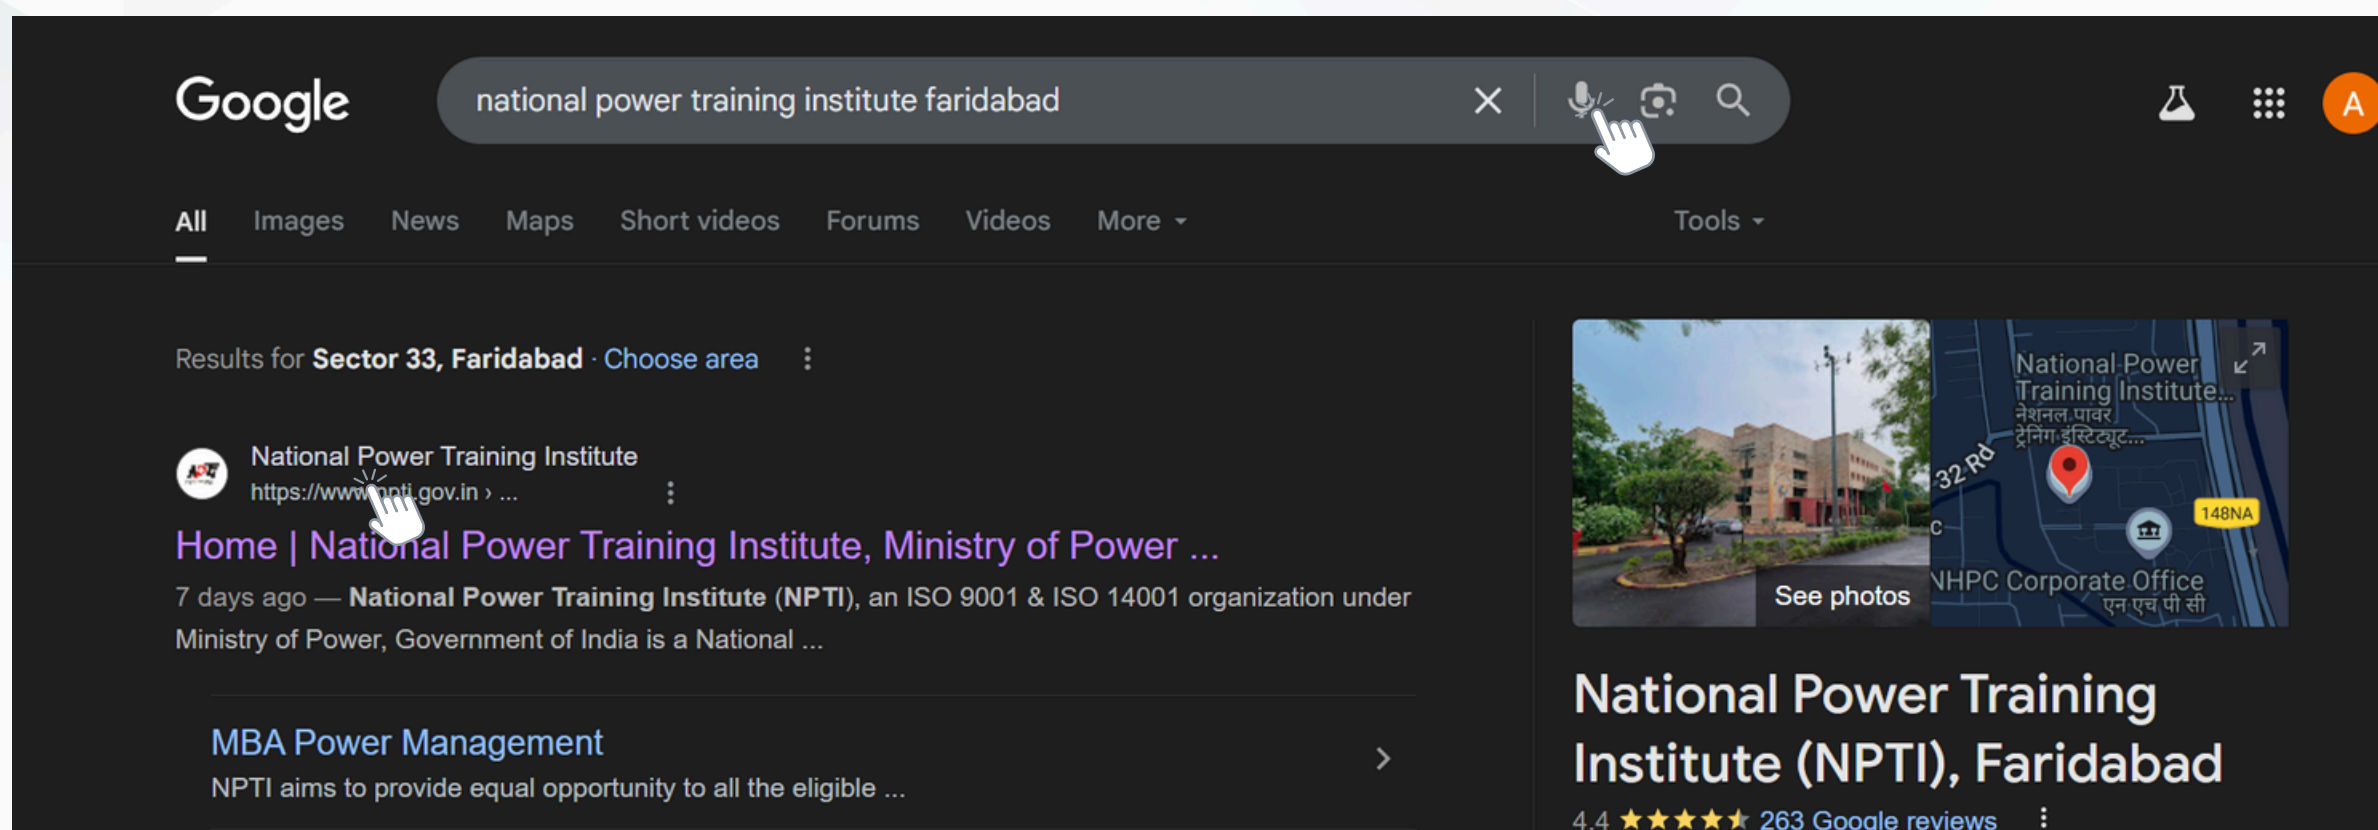 Google
national power training institute faridabad
A
All Images News Maps Short videos Forums Videos More Tools
Results for Sector 33, Faridabad · Choose area
National Power Training Institute
https://www.npti.gov.in › ...
Home | National Power Training Institute, Ministry of Power ...
7 days ago — National Power Training Institute (NPTI), an ISO 9001 & ISO 14001 organization under
Ministry of Power, Government of India is a National ...
MBA Power Management
NPTI aims to provide equal opportunity to all the eligible ...
See photos
National Power
Training Institute...
नेशनल पावर
ट्रेनिंग इंस्टिट्यूट...
32 Rd
148NA
C
NHPC Corporate Office
एन एच पी सी
National Power Training
Institute (NPTI), Faridabad
4.4 263 Google reviews